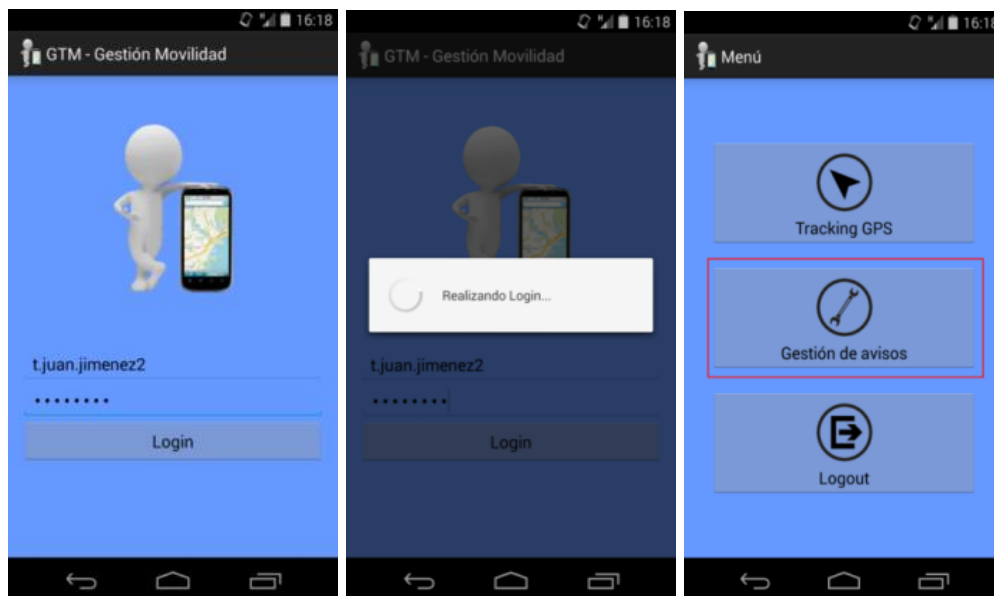 16:18
GTM - Gestión Movilidad
t.juan.jimenez2
••••••••
Login
16:18
GTM - Gestión Movilidad
Realizando Login...
t.juan.jimenez2
••••••••
Login
16:18
Menú
Tracking GPS
Gestión de avisos
Logout